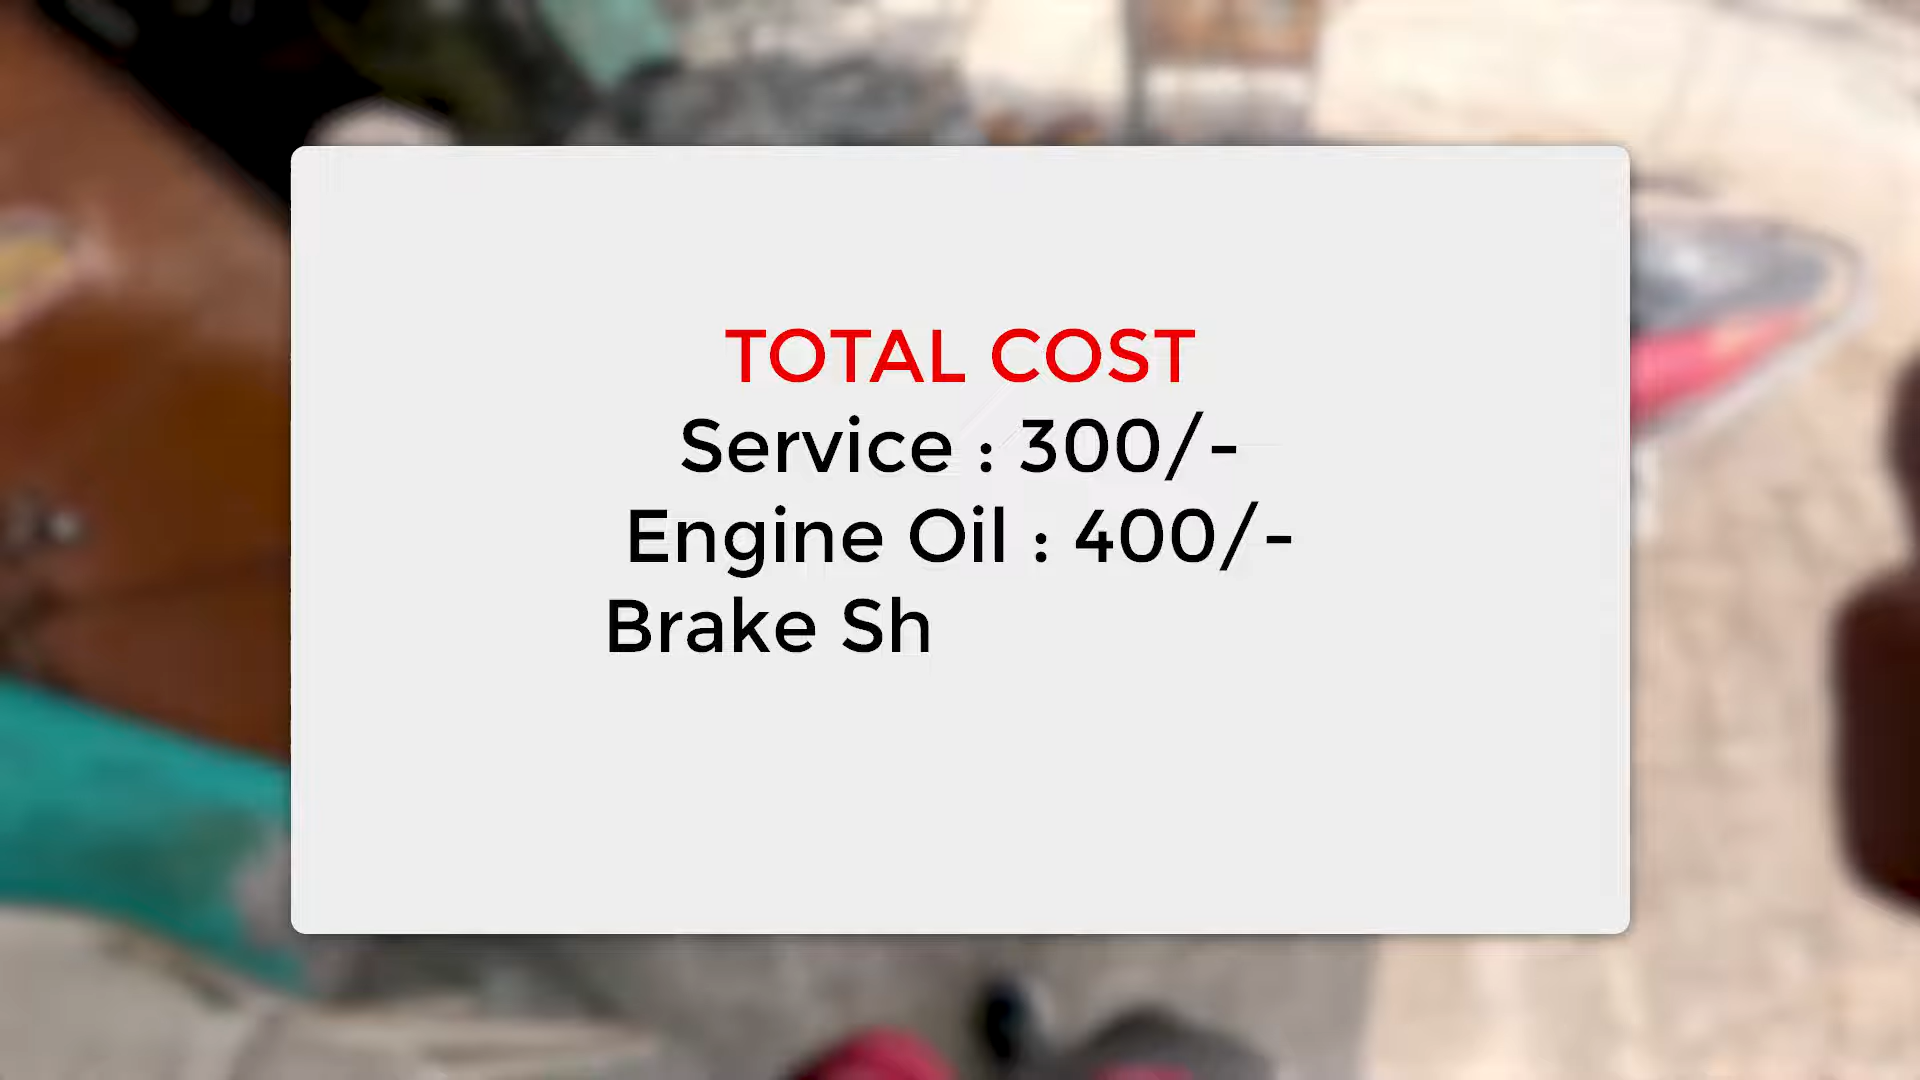 TOTAL COST
Service : 300/-
Engine Oil : 400/-
Brake Sh